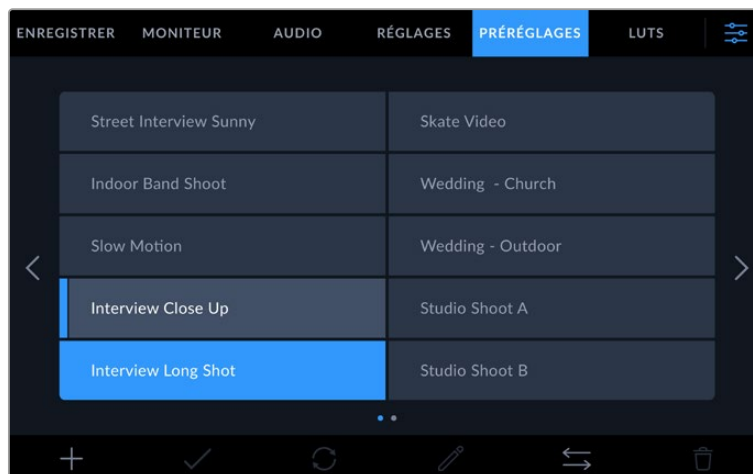 ENREGISTRER MONITEUR AUDIO RÉGLAGES PRÉRÉGLAGES LUTS
Street Interview Sunny
Skate Video
Indoor Band Shoot
Wedding - Church
Slow Motion
Wedding - Outdoor
Interview Close Up
Studio Shoot A
Interview Long Shot
Studio Shoot B